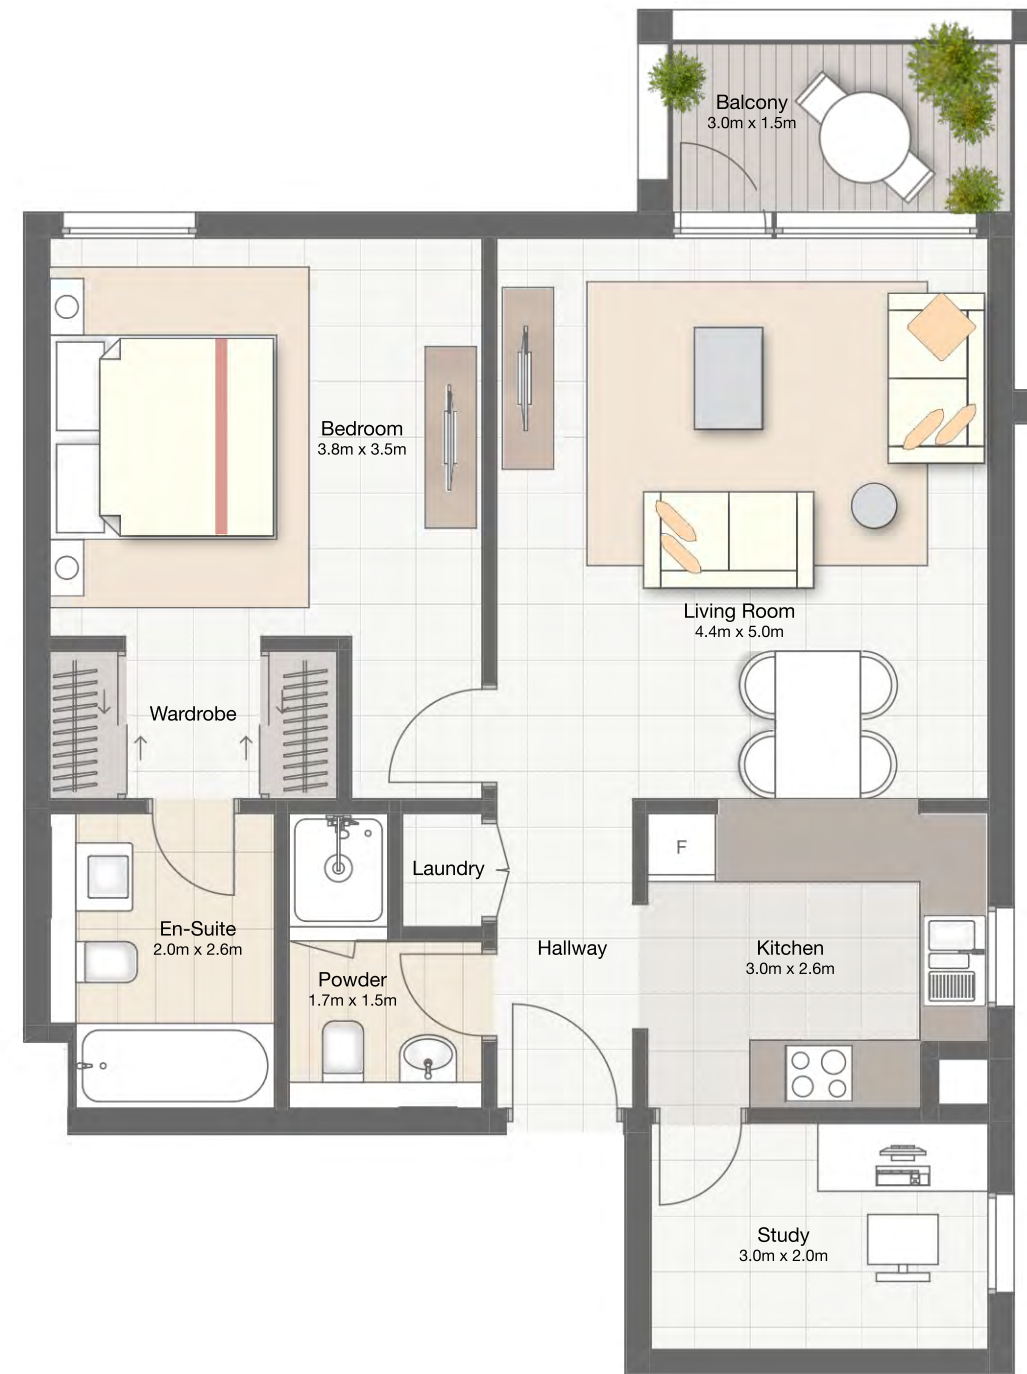 Balcony
3.0m x 1.5m
Bedroom
3.8m x 3.5m
Living Room
4.4m x 5.0m
Wardrobe
F
Laundry
En-Suite
2.0m x 2.6m
Hallway
Kitchen
3.0m x 2.6m
Powder
1.7m x 1.5m
Study
3.0m x 2.0m